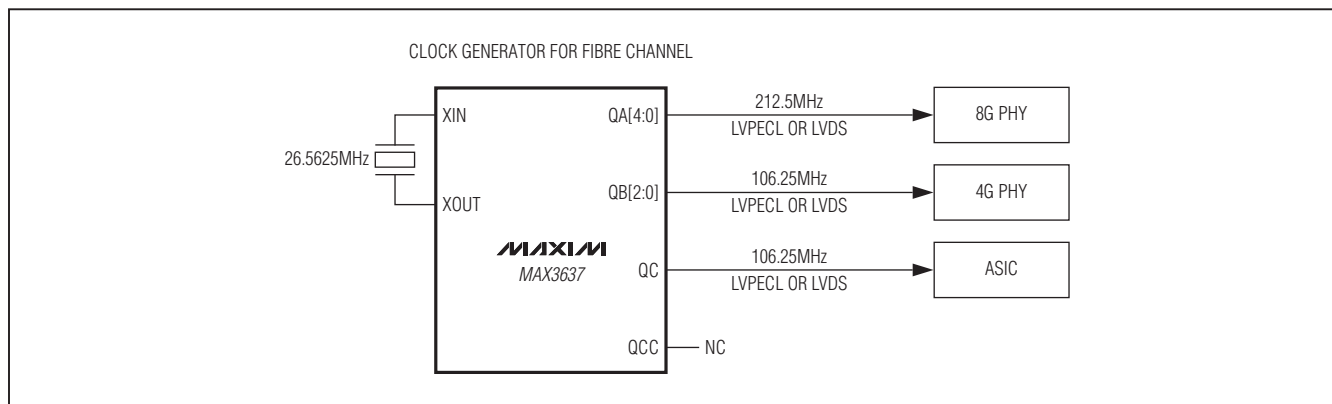 CLOCK GENERATOR FOR FIBRE CHANNEL
XIN
QA[4:0]
212.5MHz
LVPECL OR LVDS
8G PHY
26.5625MHz
XOUT
QB[2:0]
106.25MHz
LVPECL OR LVDS
4G PHY
MAXIM
MAX3637
QC
106.25MHz
LVPECL OR LVDS
ASIC
QCC
NC